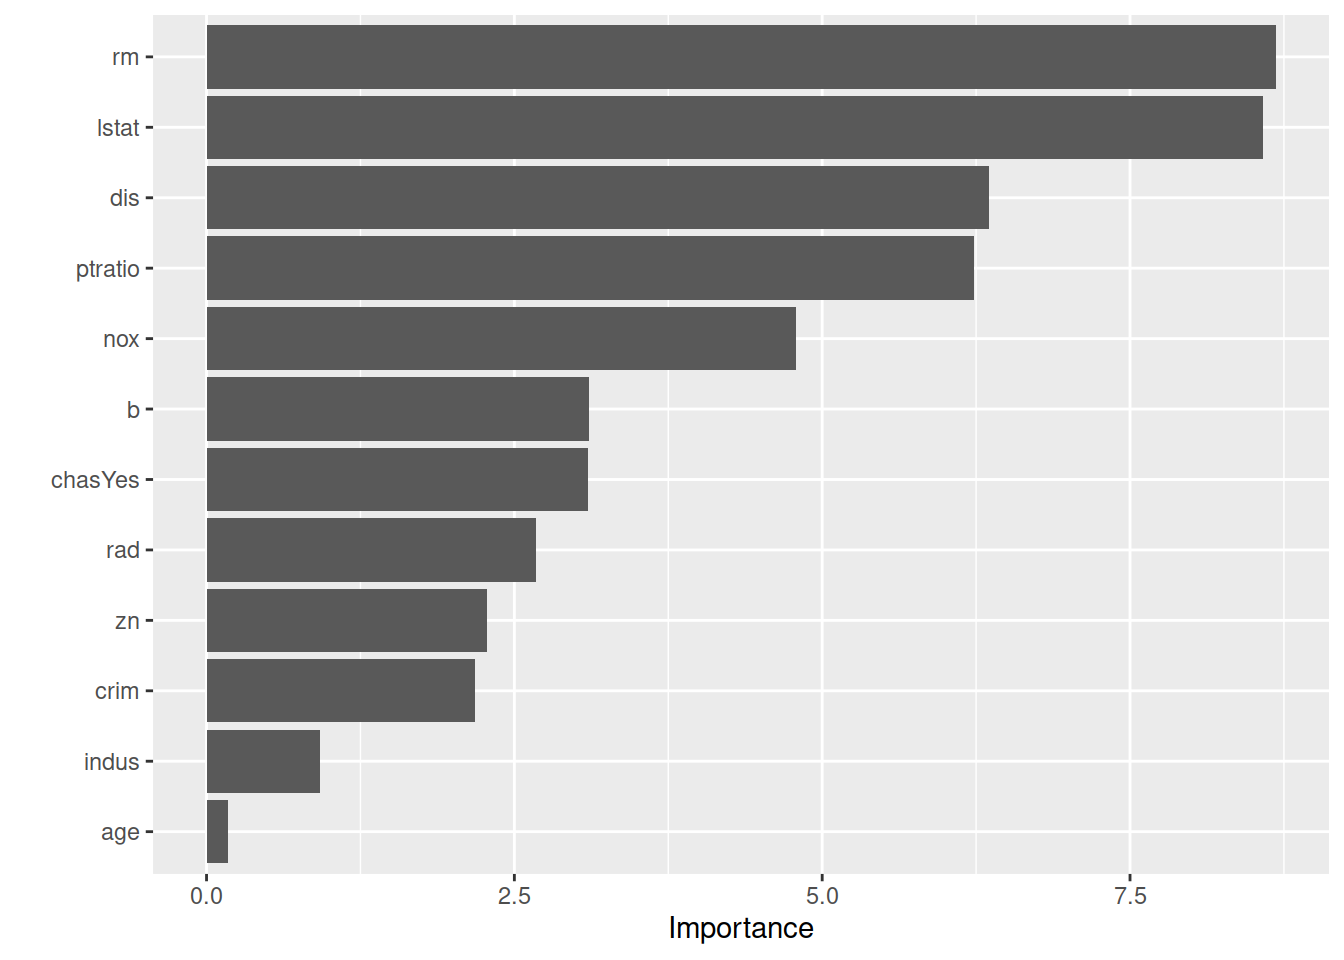 rm
lstat
dis
ptratio
nox
b
chasYes
rad
zn
crim
indus
age
0.0 2.5 5.0 7.5
Importance